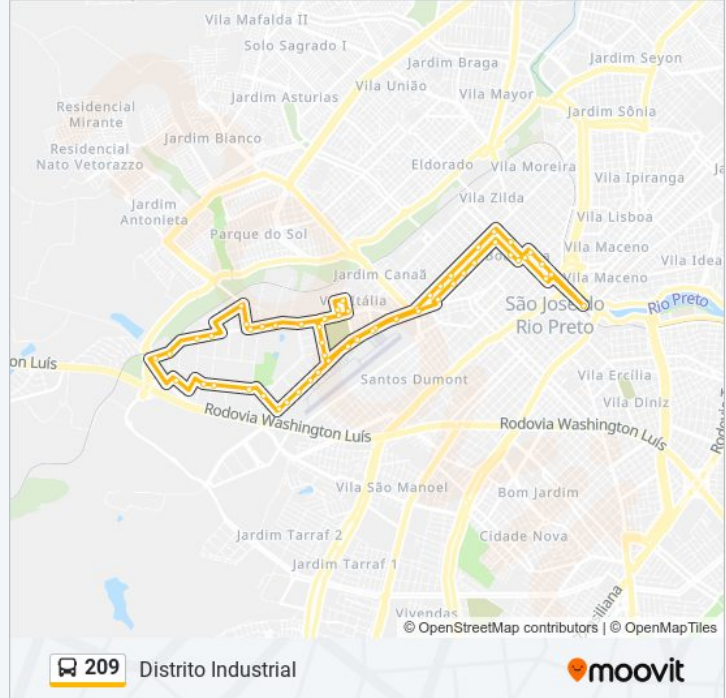 Vila Mafalda II
Solo Sagrado I
Jardim Braga
Jardim Seyon
Vila União
Jardim Asturias
Vila Mayor
Residencial
Mirante
Jardim Sônia
Jardim Bianco
Residencial
Nato Vetorazzo
Eldorado
Vila Moreira
Vila Ipiranga
Vila Zilda
Jardim
Antonieta
Vila Lisboa
Parque do Sol
Vila Maceno
Vila Idea
Jardim Canaã
Vila Maceno
São José do
Rio Preto
Rio Preto
on Luís
Santos Dumont
Vila Ercília
Vila Diniz
Rodovia Washington Luís
Rodovia Washington Luís
Vila São Manoel
Bom Jardim
Jardim Tarraf 2
Cidade Nova
Jardim Tarraf 1
Vivendas
© OpenStreetMap contributors | © OpenMapTiles
209 Distrito Industrial
moovit